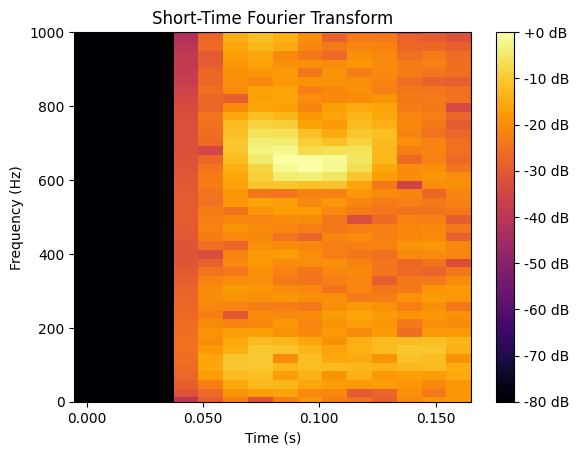 Short-Time Fourier Transform
1000
800
600
400
200
0
Frequency (Hz)
0.000
0.050
0.100
0.150
Time (s)
+0 dB
-10 dB
-20 dB
-30 dB
-40 dB
-50 dB
-60 dB
-70 dB
-80 dB